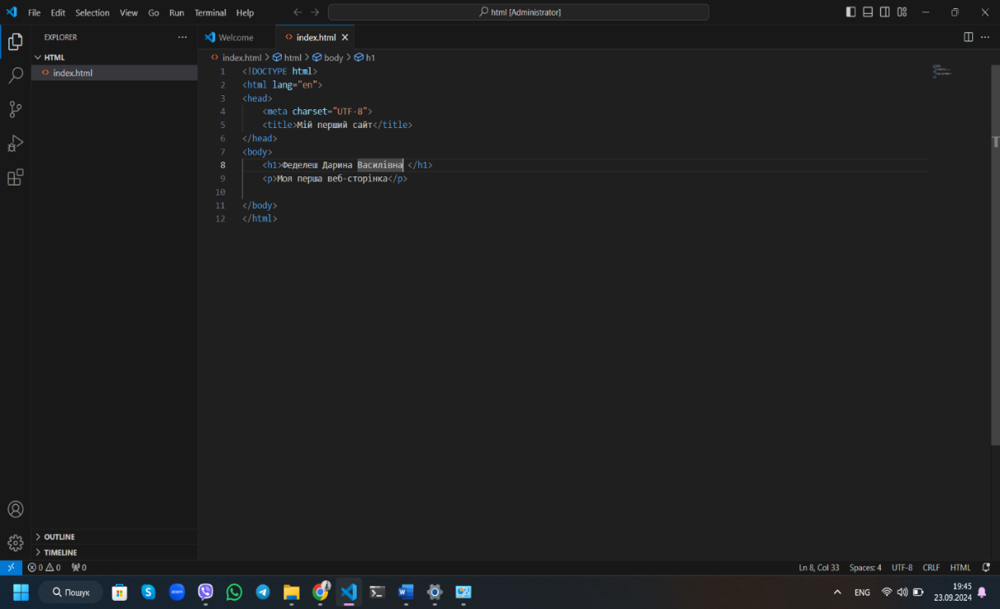 File Edit Selection View Go Run Terminal Help
html [Administrator]
EXPLORER
HTML
index.html
OUTLINE
TIMELINE
Welcome
index.html
index.html > html > body > h1
1 <!DOCTYPE html>
2 <html lang="en">
3 <head>
4 <meta charset="UTF-8">
5 <title>Мій перший сайт</title>
6 </head>
7 <body>
8 <h1>Феделеш Дарина Василівна </h1>
9 <p>Моя перша веб-сторінка</p>
10
11 </body>
12 </html>
0 0 0
Ln 8, Col 33 Spaces: 4 UTF-8 CRLF HTML
Пошук
zoom
ENG
19:45
23.09.2024